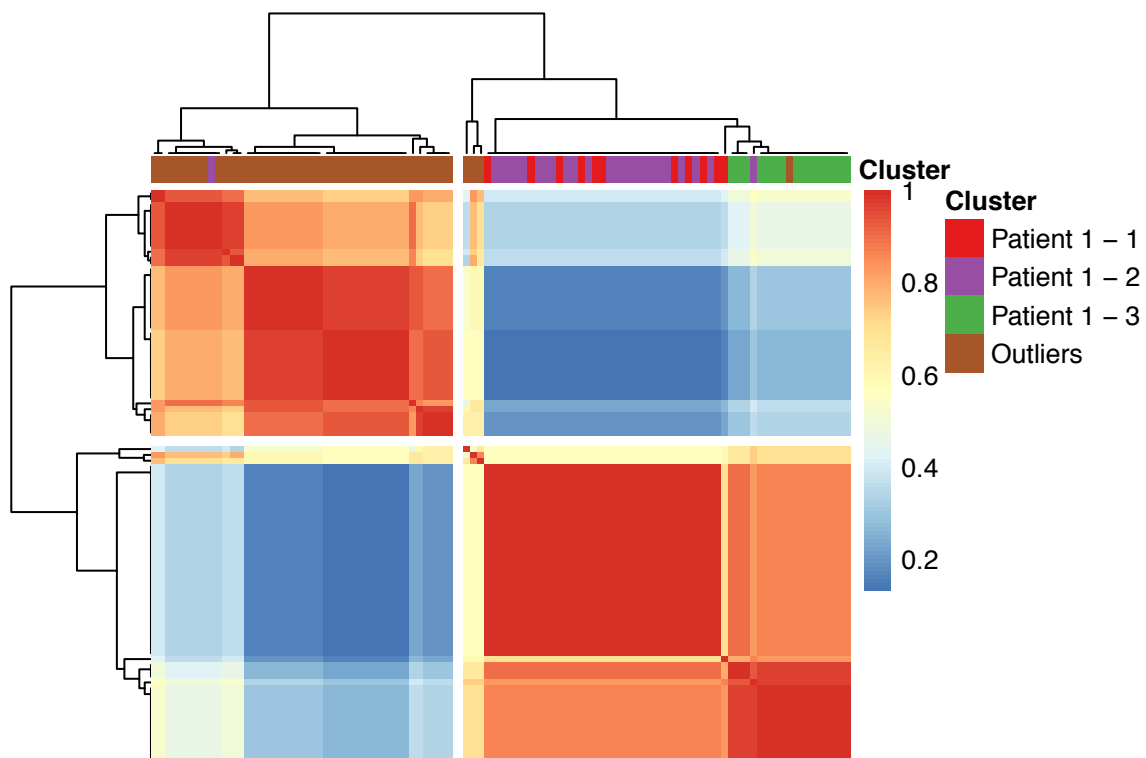 Cluster
1
0.8
0.6
0.4
0.2
Cluster
Patient 1 – 1
Patient 1 – 2
Patient 1 – 3
Outliers